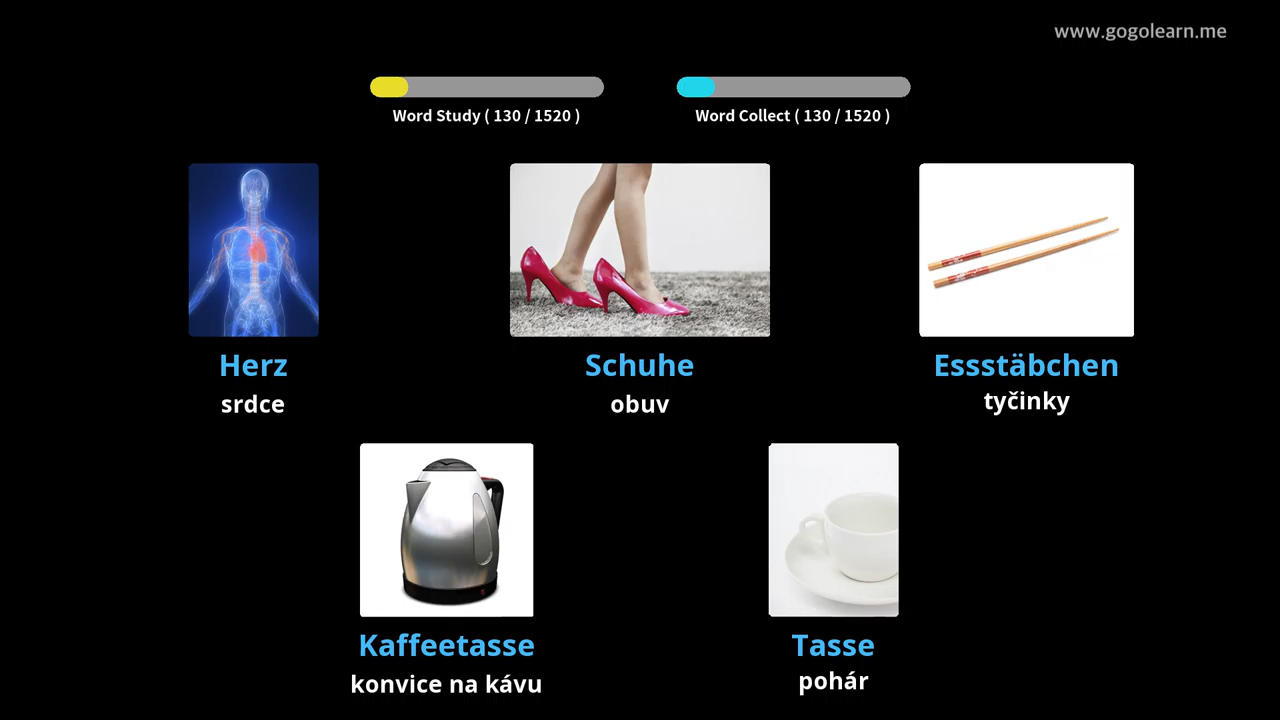 www.gogolearn.me
Word Study ( 130 / 1520 )
Word Collect ( 130 / 1520 )
Herz
srdce
Schuhe
obuv
Essstäbchen
tyčinky
Kaffeetasse
konvice na kávu
Tasse
pohár